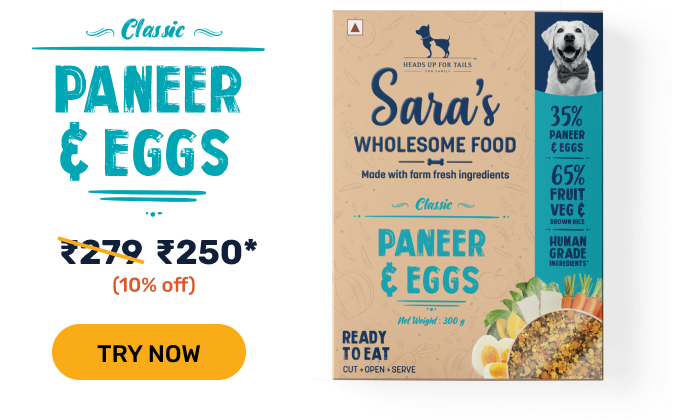 Classic
PANEER
& EGGS
₹279 ₹250*
(10% off)
TRY NOW
HEADS UP FOR TAILS
FOR FAMILY
Sara's
WHOLESOME FOOD
Made with farm fresh ingredients
Classic
PANEER
& EGGS
Net Weight : 300 g
READY
TO EAT
CUT + OPEN + SERVE
35%
PANEER
& EGGS
65%
FRUIT
VEG &
BROWN RICE
HUMAN
GRADE
INGREDIENTS*